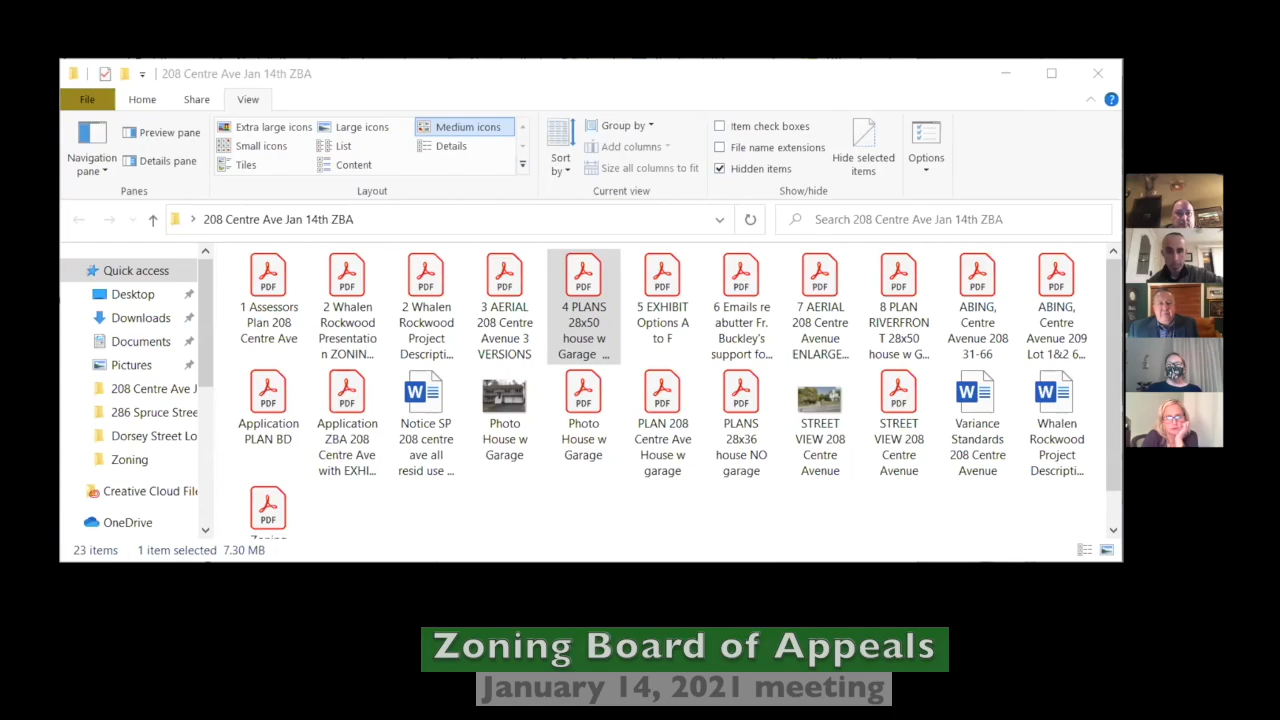 208 Centre Ave Jan 14th ZBA
File Home Share View
Navigation pane
Preview pane
Details pane
Panes
Extra large icons Large icons Medium icons
Small icons List Details
Tiles Content
Layout
Sort by
Group by
Add columns
Size all columns to fit
Current view
Item check boxes
File name extensions
Hidden items
Hide selected items
Show/hide
Options
208 Centre Ave Jan 14th ZBA
Search 208 Centre Ave Jan 14th ZBA
Quick access
Desktop
Downloads
Documents
Pictures
208 Centre Ave J
286 Spruce Stree
Dorsey Street Lo
Zoning
Creative Cloud File
OneDrive
1 Assessors Plan 208 Centre Ave
2 Whalen Rockwood Presentatio n ZONIN...
2 Whalen Rockwood Project Descripti...
3 AERIAL 208 Centre Avenue 3 VERSIONS
4 PLANS 28x50 house w Garage ...
5 EXHIBIT Options A to F
6 Emails re abutter Fr. Buckley's support fo...
7 AERIAL 208 Centre Avenue ENLARGE...
8 PLAN RIVERFRON T 28x50 house w G...
ABING, Centre Avenue 208 31-66
ABING, Centre Avenue 209 Lot 1&2 6...
Application PLAN BD
Application ZBA 208 Centre Ave with EXHI...
Notice SP 208 centre ave all resid use ...
Photo House w Garage
Photo House w Garage
PLAN 208 Centre Ave House w garage
PLANS 28x36 house NO garage
STREET VIEW 208 Centre Avenue
STREET VIEW 208 Centre Avenue
Variance Standards 208 Centre Avenue
Whalen Rockwood Project Descripti...
PDF
23 items 1 item selected 7.30 MB
Zoning Board of Appeals
January 14, 2021 meeting